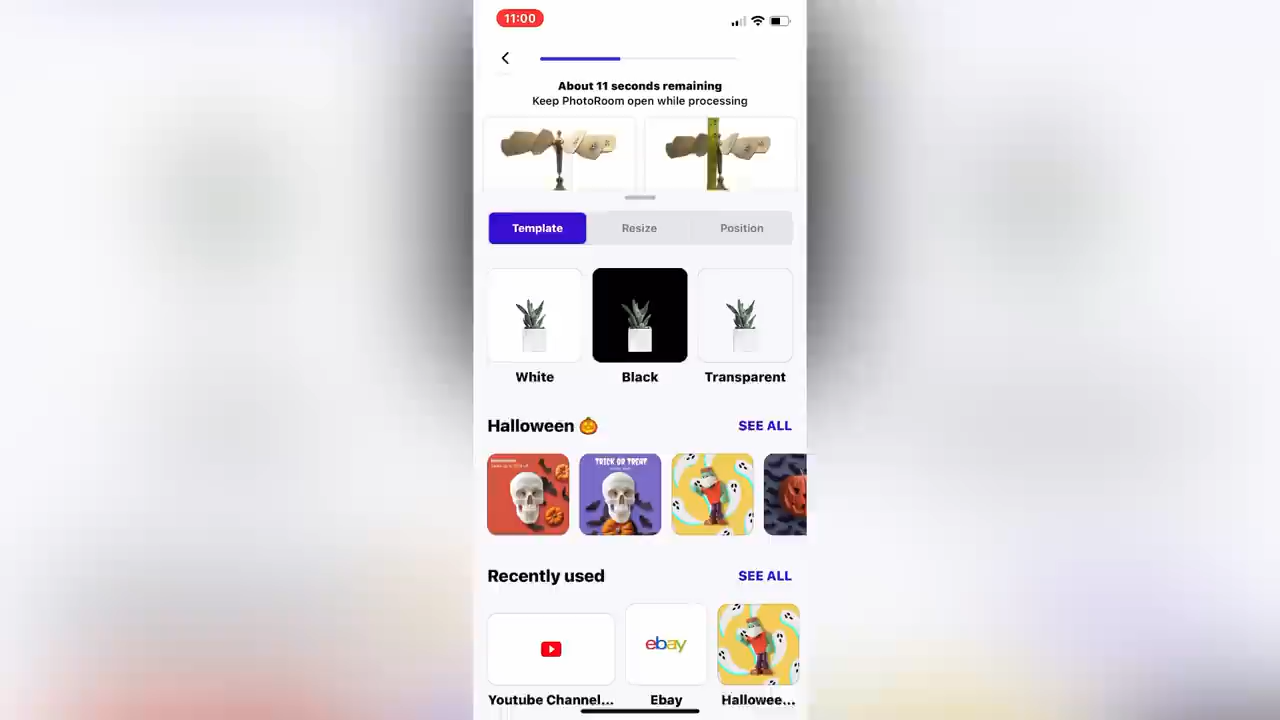 11:00
About 11 seconds remaining
Keep PhotoRoom open while processing
Template Resize Position
White Black Transparent
Halloween 🎃 SEE ALL
TRICK OR TREAT
Recently used SEE ALL
ebay
Youtube Channel... Ebay Hallowee...